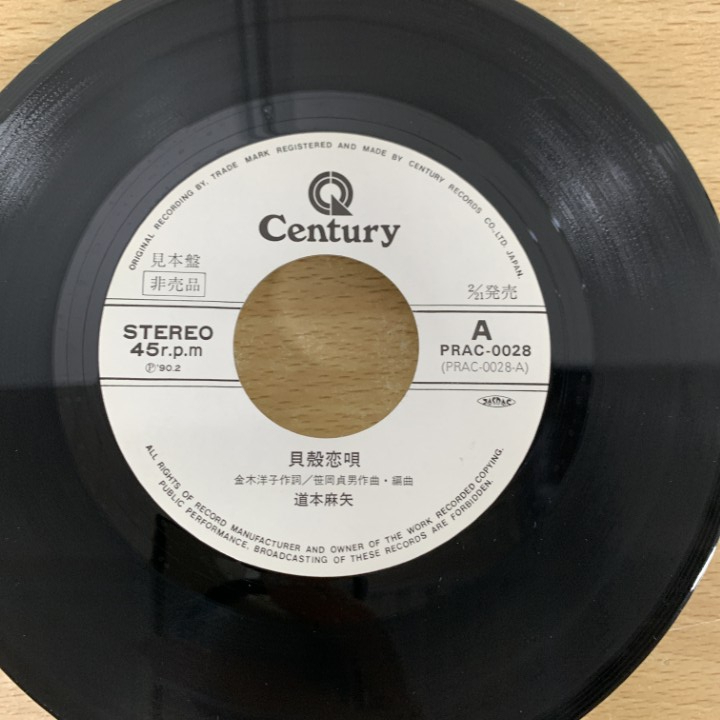 ORIGINAL RECORDING BY, TRADE MARK REGISTERED AND MADE BY CENTURY RECORDS CO.,LTD. JAPAN.
Century
見本盤
非売品
2/21発売
STEREO
45r.p.m
Ⓟ'90.2
A
PRAC-0028
(PRAC-0028-A)
JASRAC
貝殻恋唄
金木洋子作詞／笹岡貞男作曲・編曲
道本麻矢
ALL RIGHTS OF RECORD MANUFACTURER AND OWNER OF THE WORK RECORDED COPYING,
PUBLIC PERFORMANCE, BROADCASTING OF THESE RECORDS ARE FORBIDDEN.